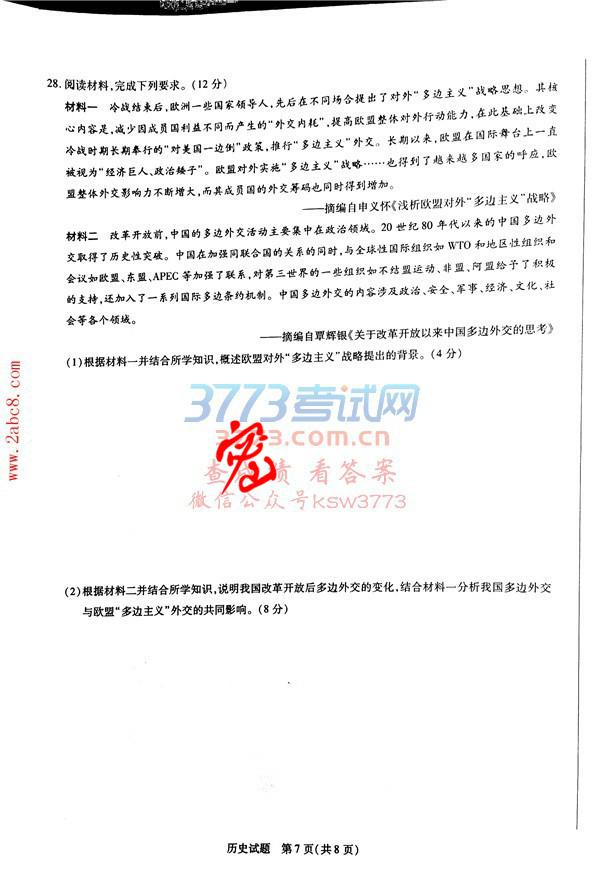 28. 阅读材料,完成下列要求。(12 分)
材料一　冷战结束后,欧洲一些国家领导人,先后在不同场合提出了对外“多边主义”战略思想。其核
心内容是,减少因成员国利益不同而产生的“外交内耗”,提高欧盟整体对外行动能力,在此基础上改变
冷战时期长期奉行的“对美国一边倒”政策,推行“多边主义”外交。长期以来,欧盟在国际舞台上一直
被视为“经济巨人、政治矮子”。欧盟对外实施“多边主义”战略……也得到了越来越多国家的呼应,欧
盟整体外交影响力不断增大,而其成员国的外交筹码也同时得到增加。
——摘编自申义怀《浅析欧盟对外“多边主义”战略》
材料二　改革开放前,中国的多边外交活动主要集中在政治领域。20 世纪 80 年代以来的中国多边外
交取得了历史性突破。中国在加强同联合国的关系的同时,与全球性国际组织如 WTO 和地区性组织和
会议如欧盟、东盟、APEC 等加强了联系,对第三世界的一些组织如不结盟运动、非盟、阿盟给予了积极
的支持,还加入了一系列国际多边条约机制。中国多边外交的内容涉及政治、安全、军事、经济、文化、社
会等各个领域。
——摘编自覃辉银《关于改革开放以来中国多边外交的思考》
(1)根据材料一并结合所学知识,概述欧盟对外“多边主义”战略提出的背景。(4 分)
www.2abc8.com
3773考试网
3773.com.cn
密
查成绩 看答案
微信公众号ksw3773
(2)根据材料二并结合所学知识,说明我国改革开放后多边外交的变化,结合材料一分析我国多边外交
与欧盟“多边主义”外交的共同影响。(8 分)
历史试题　第 7 页(共 8 页)